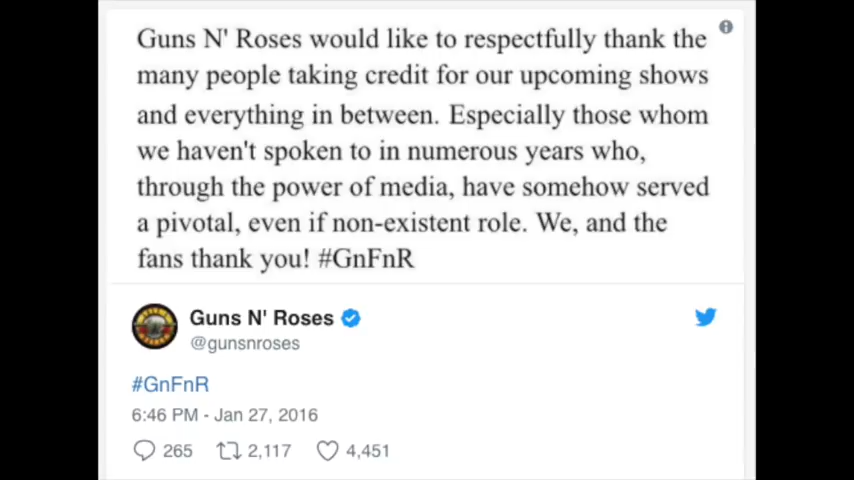 Guns N' Roses would like to respectfully thank the
many people taking credit for our upcoming shows
and everything in between. Especially those whom
we haven't spoken to in numerous years who,
through the power of media, have somehow served
a pivotal, even if non-existent role. We, and the
fans thank you! #GnFnR
Guns N' Roses
@gunsnroses
#GnFnR
6:46 PM - Jan 27, 2016
265 2,117 4,451